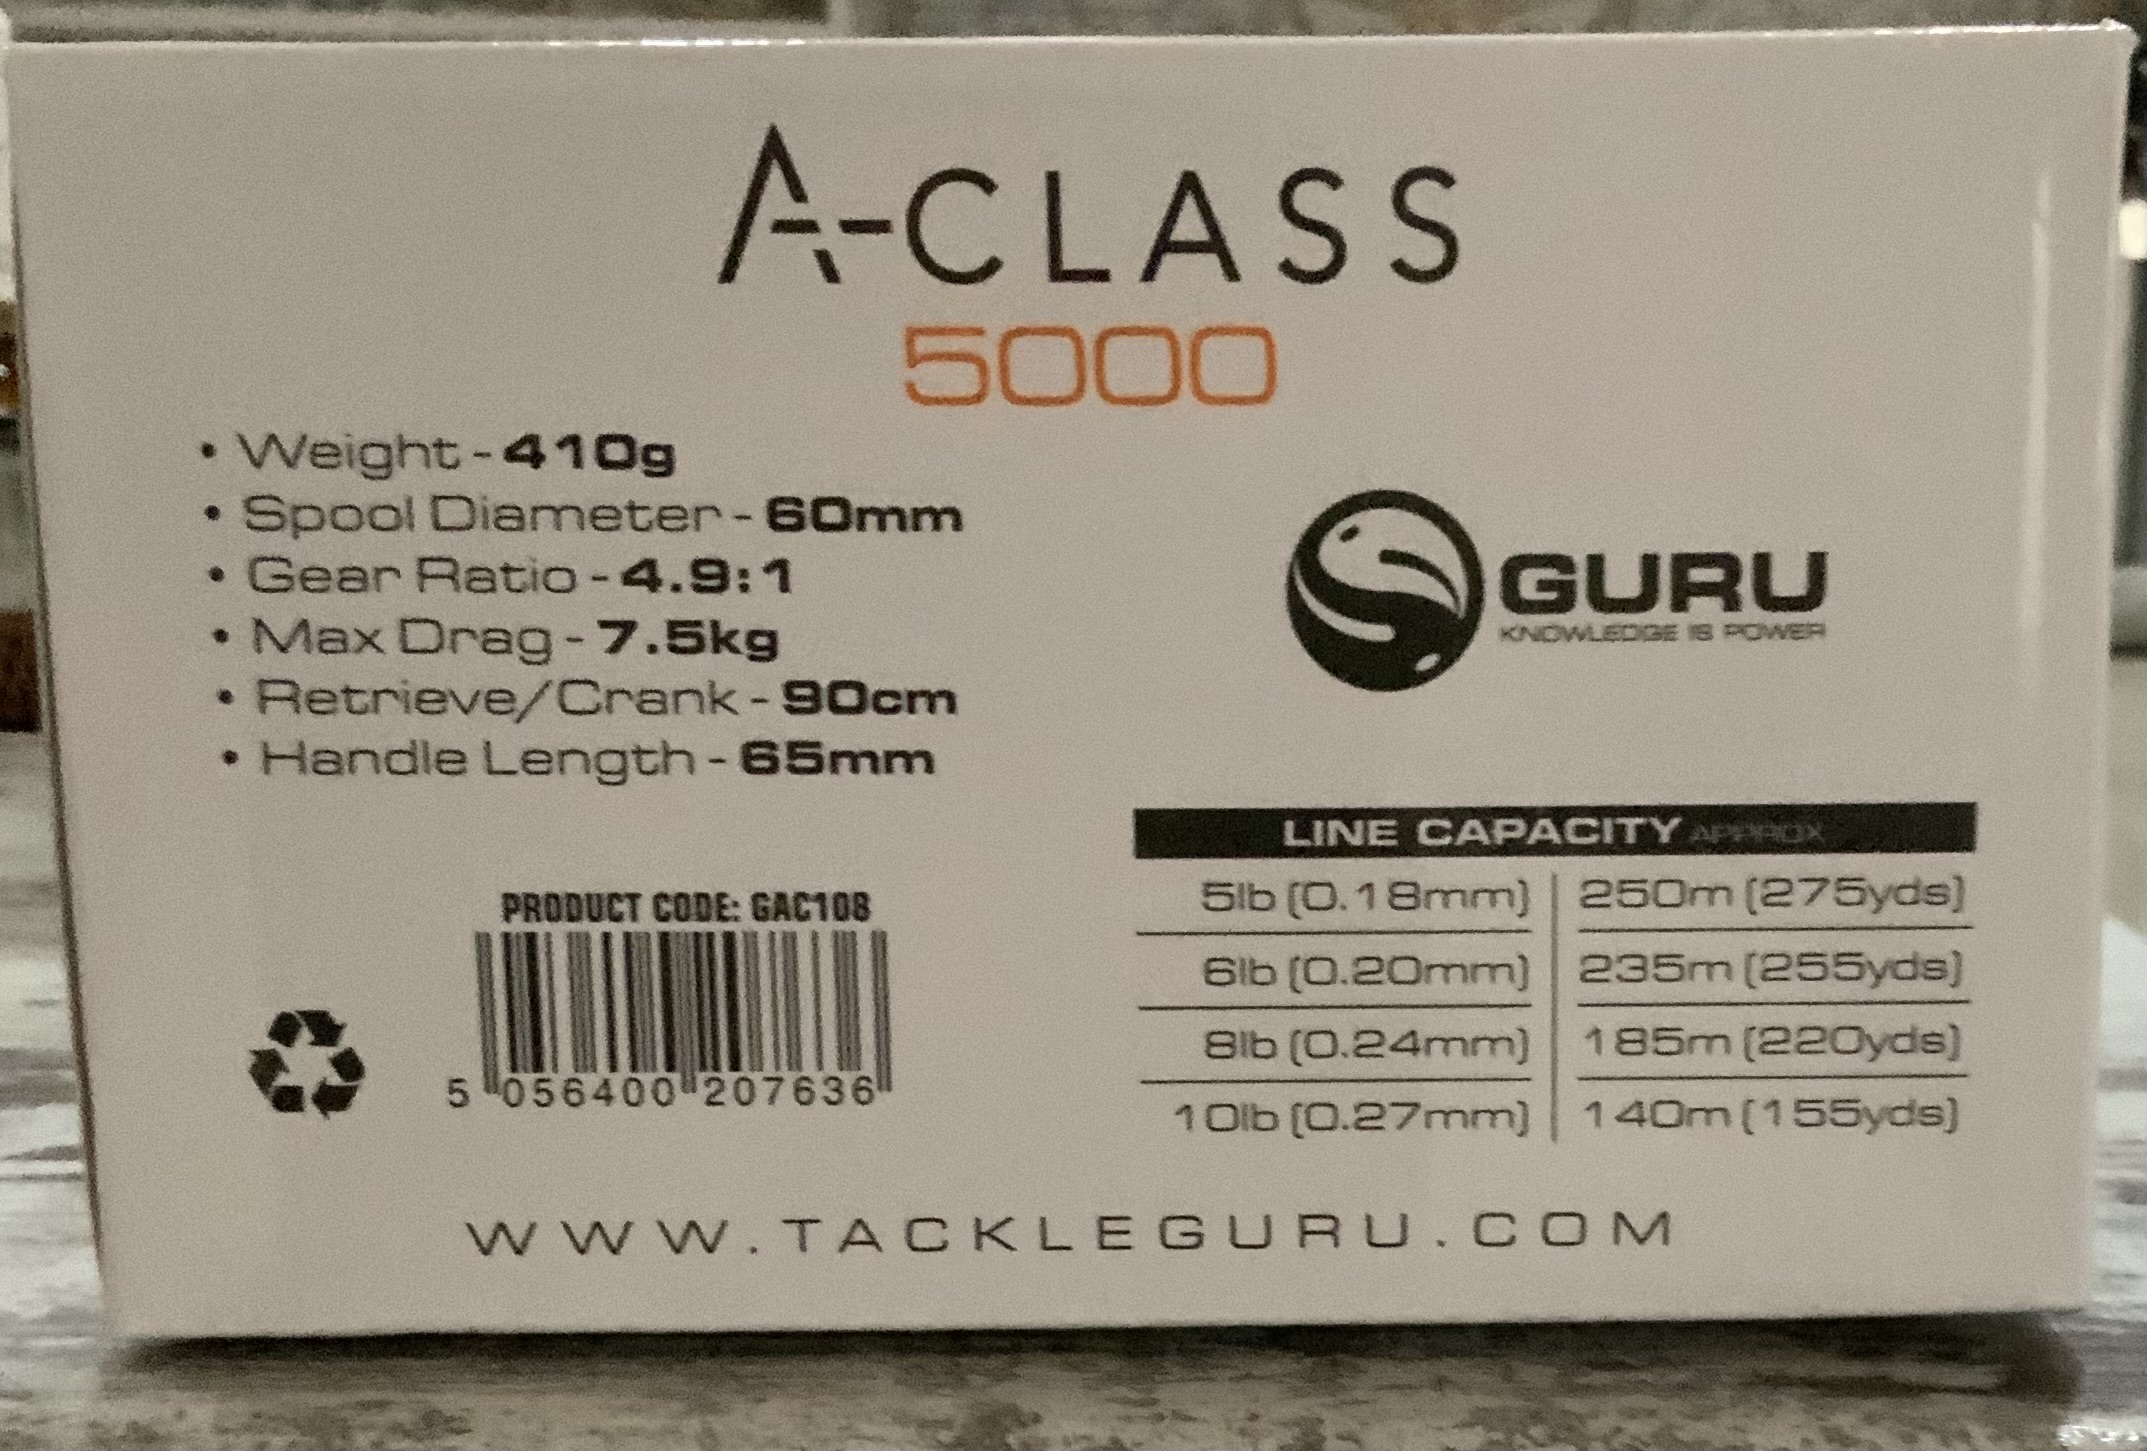 A-CLASS
5000
• Weight - 410g
• Spool Diameter - 60mm
• Gear Ratio - 4.9:1
• Max Drag - 7.5kg
• Retrieve/Crank - 90cm
• Handle Length - 65mm
GURU
KNOWLEDGE IS POWER
LINE CAPACITY APPROX
5lb (0.18mm) 250m (275yds)
6lb (0.20mm) 235m (255yds)
8lb (0.24mm) 185m (220yds)
10lb (0.27mm) 140m (155yds)
PRODUCT CODE: GAC108
5 056400 207636
WWW.TACKLEGURU.COM